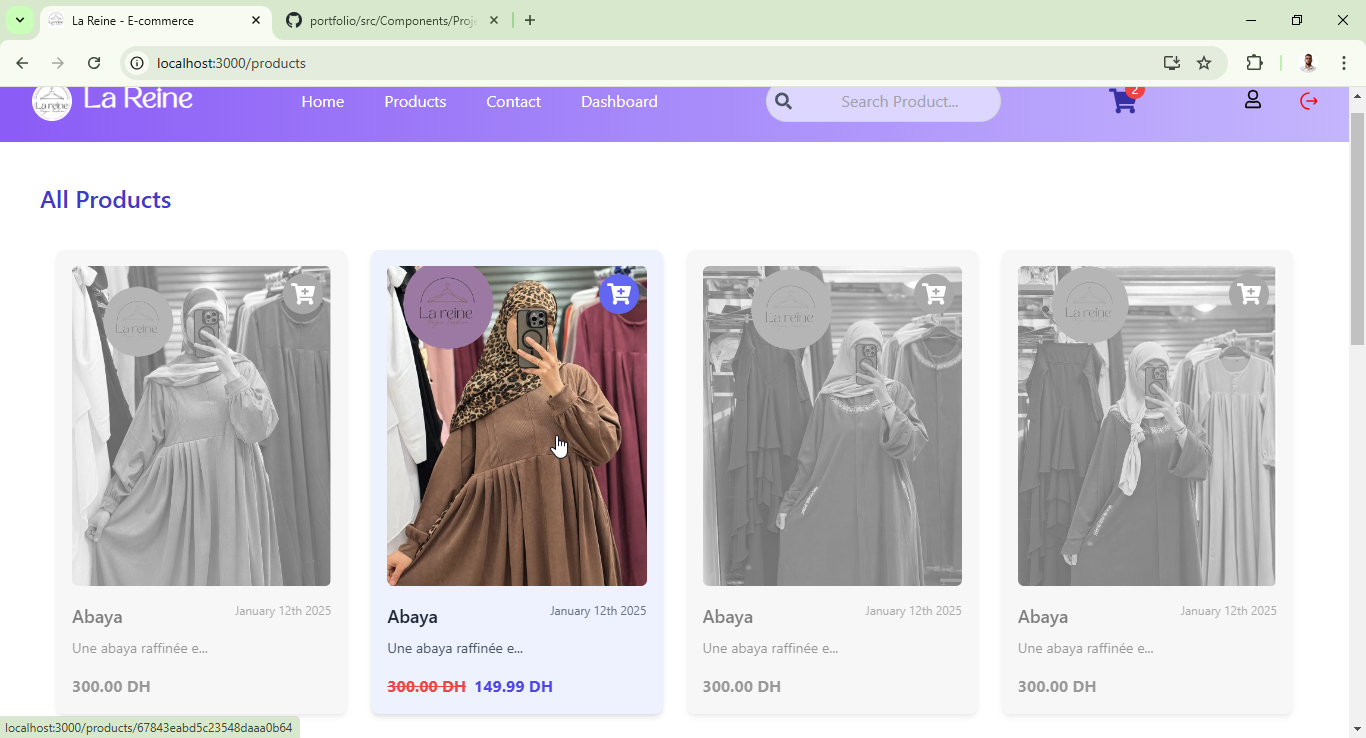 La Reine - E-commerce
portfolio/src/Components/Proje
localhost:3000/products
La reine
La Reine
Home
Products
Contact
Dashboard
Search Product...
2
All Products
La reine
La reine
La reine
La reine
Abaya
January 12th 2025
Une abaya raffinée e...
300.00 DH
Abaya
January 12th 2025
Une abaya raffinée e...
300.00 DH 149.99 DH
Abaya
January 12th 2025
Une abaya raffinée e...
300.00 DH
Abaya
January 12th 2025
Une abaya raffinée e...
300.00 DH
localhost:3000/products/67843eabd5c23548daaa0b64